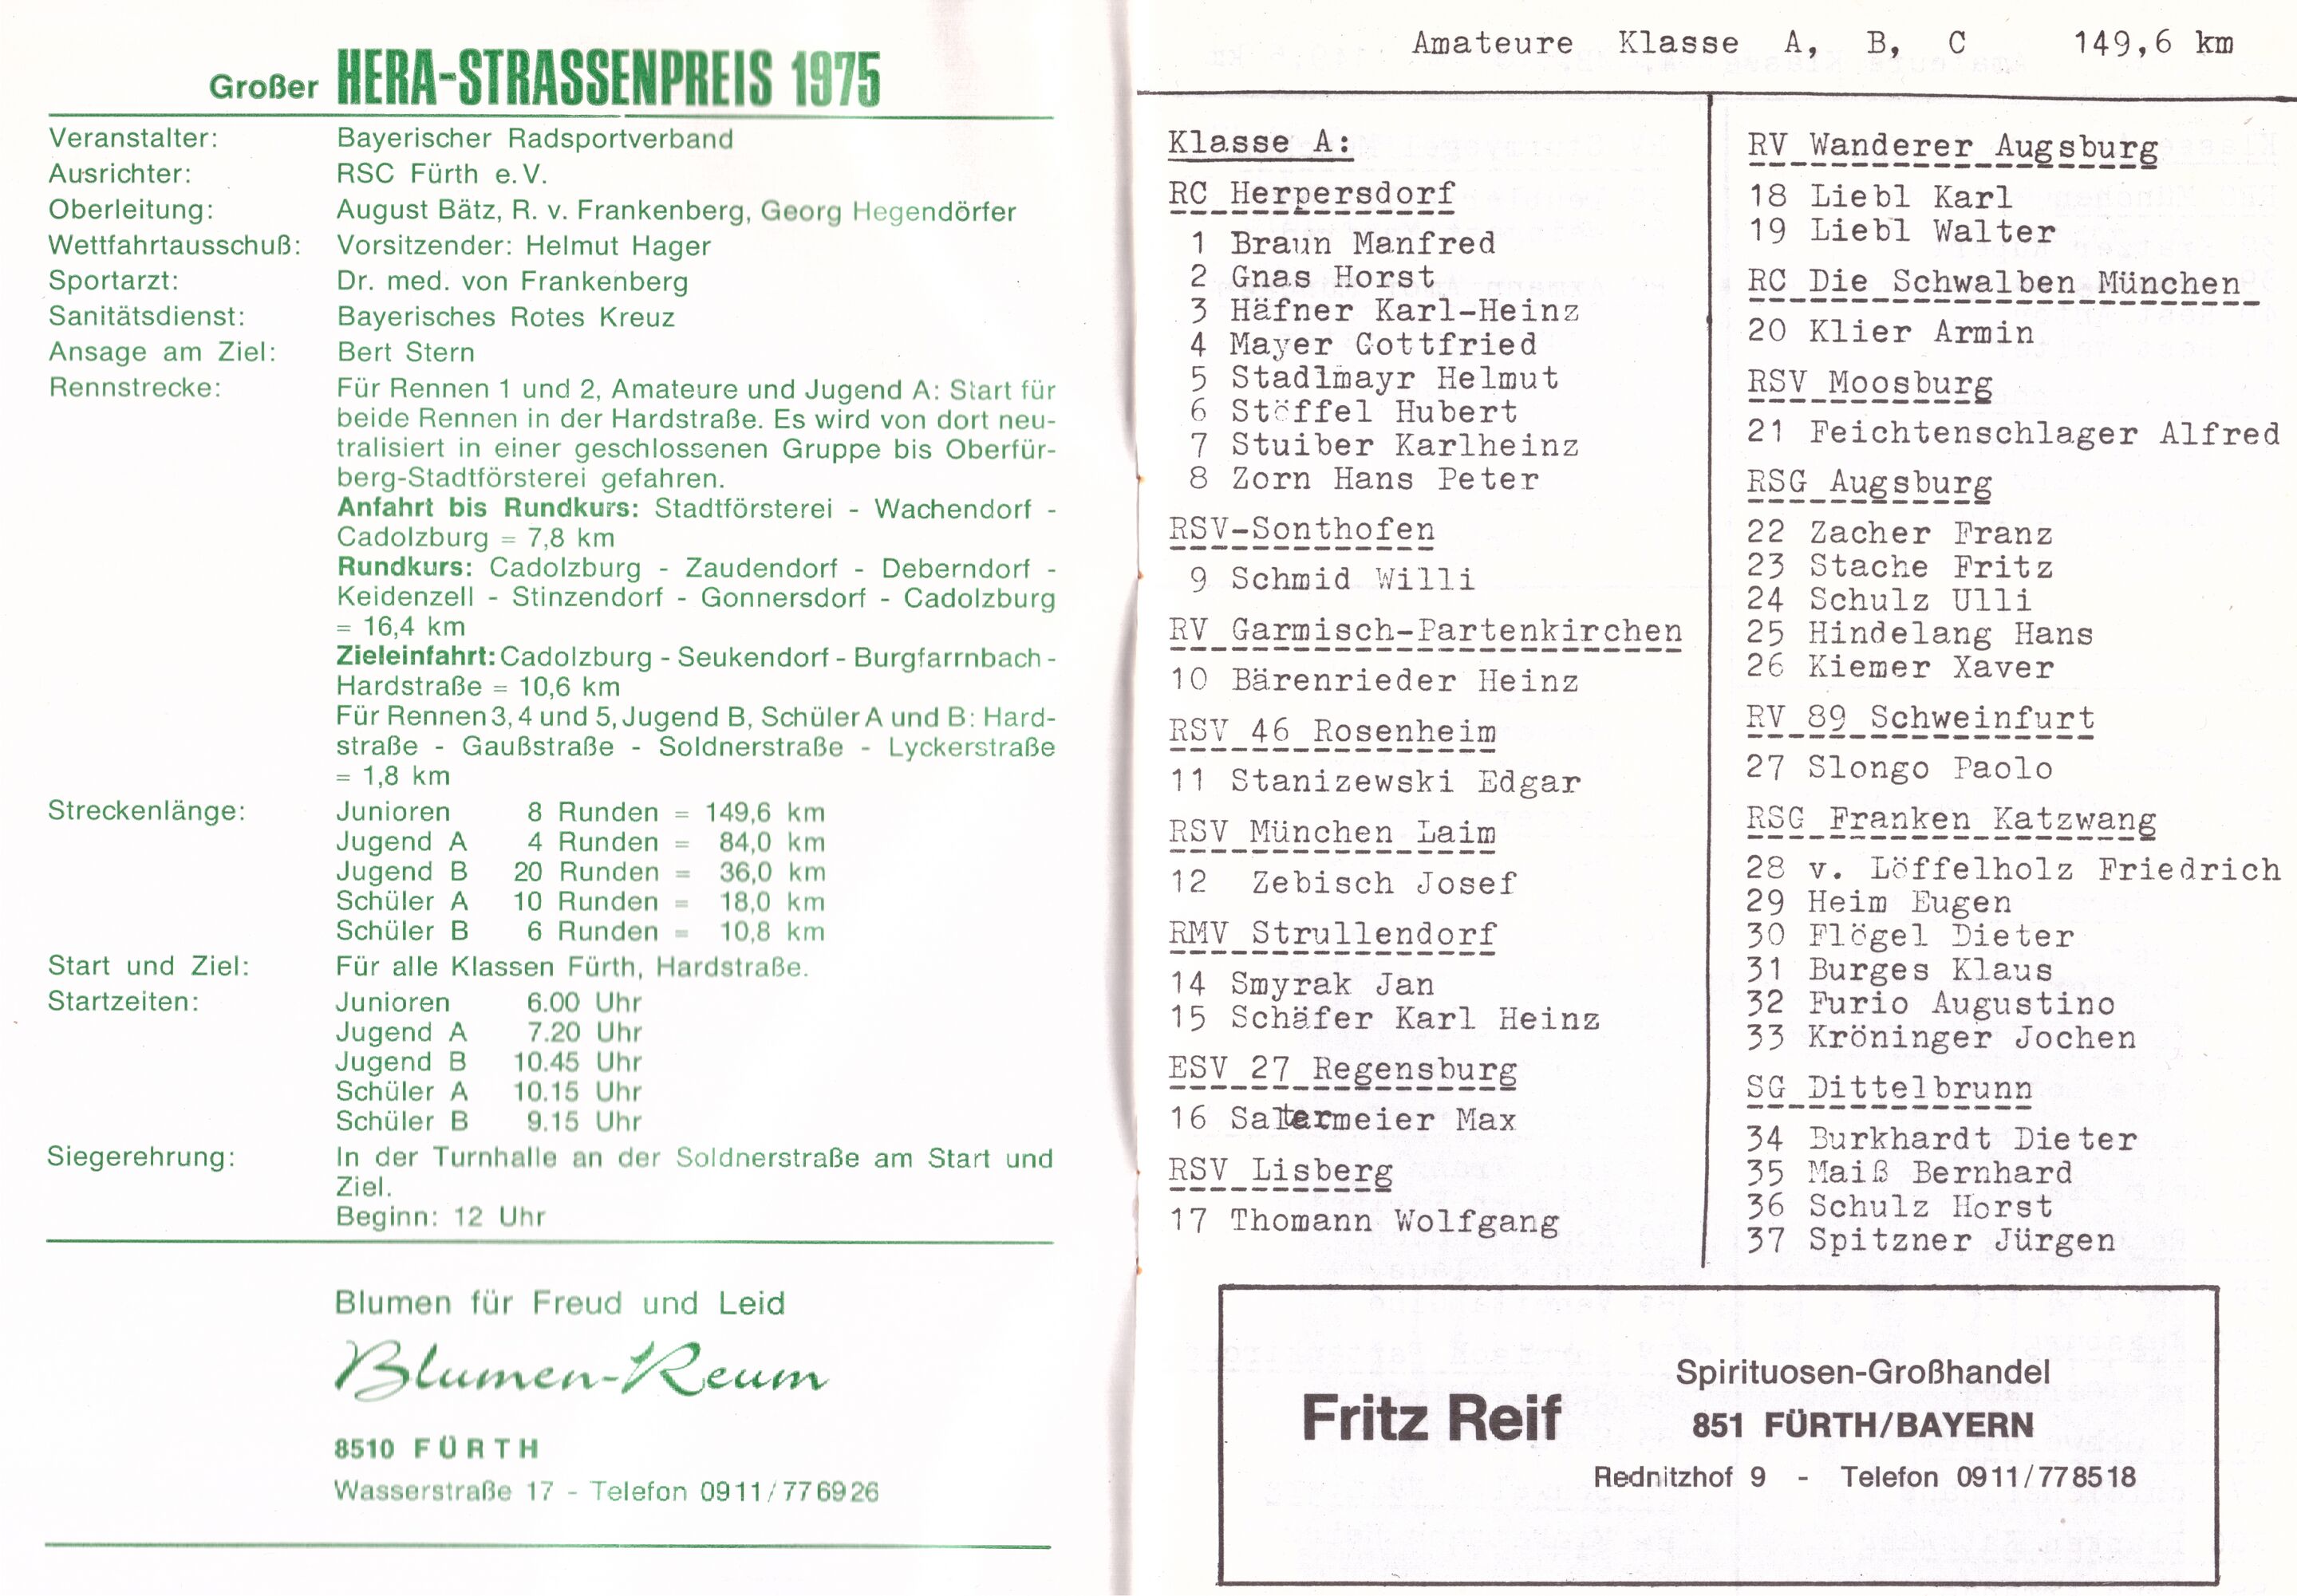 Großer HERA-STRASSENPREIS 1975
Veranstalter: Bayerischer Radsportverband
Ausrichter: RSC Fürth e.V.
Oberleitung: August Bätz, R. v. Frankenberg, Georg Hegendörfer
Wettfahrtausschuß: Vorsitzender: Helmut Hager
Sportarzt: Dr. med. von Frankenberg
Sanitätsdienst: Bayerisches Rotes Kreuz
Ansage am Ziel: Bert Stern
Rennstrecke: Für Rennen 1 und 2, Amateure und Jugend A: Start für
beide Rennen in der Hardstraße. Es wird von dort neu-
tralisiert in einer geschlossenen Gruppe bis Oberfür-
berg-Stadtförsterei gefahren.
Anfahrt bis Rundkurs: Stadtförsterei - Wachendorf -
Cadolzburg = 7,8 km
Rundkurs: Cadolzburg - Zaudendorf - Deberndorf -
Keidenzell - Stinzendorf - Gonnersdorf - Cadolzburg
= 16,4 km
Zieleinfahrt: Cadolzburg - Seukendorf - Burgfarrnbach -
Hardstraße = 10,6 km
Für Rennen 3, 4 und 5, Jugend B, Schüler A und B: Hard-
straße - Gaußstraße - Soldnerstraße - Lyckerstraße
= 1,8 km
Streckenlänge: Junioren 8 Runden = 149,6 km
Jugend A 4 Runden = 84,0 km
Jugend B 20 Runden = 36,0 km
Schüler A 10 Runden = 18,0 km
Schüler B 6 Runden = 10,8 km
Start und Ziel: Für alle Klassen Fürth, Hardstraße.
Startzeiten: Junioren 6.00 Uhr
Jugend A 7.20 Uhr
Jugend B 10.45 Uhr
Schüler A 10.15 Uhr
Schüler B 9.15 Uhr
Siegerehrung: In der Turnhalle an der Soldnerstraße am Start und
Ziel.
Beginn: 12 Uhr
Blumen für Freud und Leid
Blumen-Reum
8510 FÜRTH
Wasserstraße 17 - Telefon 0911/776926
Amateure Klasse A, B, C 149,6 km
Klasse A:
RC Herpersdorf
1 Braun Manfred
2 Gnas Horst
3 Häfner Karl-Heinz
4 Mayer Gottfried
5 Stadlmayr Helmut
6 Stöffel Hubert
7 Stuiber Karlheinz
8 Zorn Hans Peter
RSV-Sonthofen
9 Schmid Willi
RV Garmisch-Partenkirchen
10 Bärenrieder Heinz
RSV 46 Rosenheim
11 Stanizewski Edgar
RSV München Laim
12 Zebisch Josef
RMV Strullendorf
14 Smyrak Jan
15 Schäfer Karl Heinz
ESV 27 Regensburg
16 Saltermeier Max
RSV Lisberg
17 Thomann Wolfgang
RV Wanderer Augsburg
18 Liebl Karl
19 Liebl Walter
RC Die Schwalben München
20 Klier Armin
RSV Moosburg
21 Feichtenschlager Alfred
RSG Augsburg
22 Zacher Franz
23 Stache Fritz
24 Schulz Ulli
25 Hindelang Hans
26 Kiemer Xaver
RV 89 Schweinfurt
27 Slongo Paolo
RSG Franken Katzwang
28 v. Löffelholz Friedrich
29 Heim Eugen
30 Flögel Dieter
31 Burges Klaus
32 Furio Augustino
33 Kröninger Jochen
SG Dittelbrunn
34 Burkhardt Dieter
35 Maiß Bernhard
36 Schulz Horst
37 Spitzner Jürgen
Fritz Reif
Spirituosen-Großhandel
851 FÜRTH/BAYERN
Rednitzhof 9 - Telefon 0911/778518